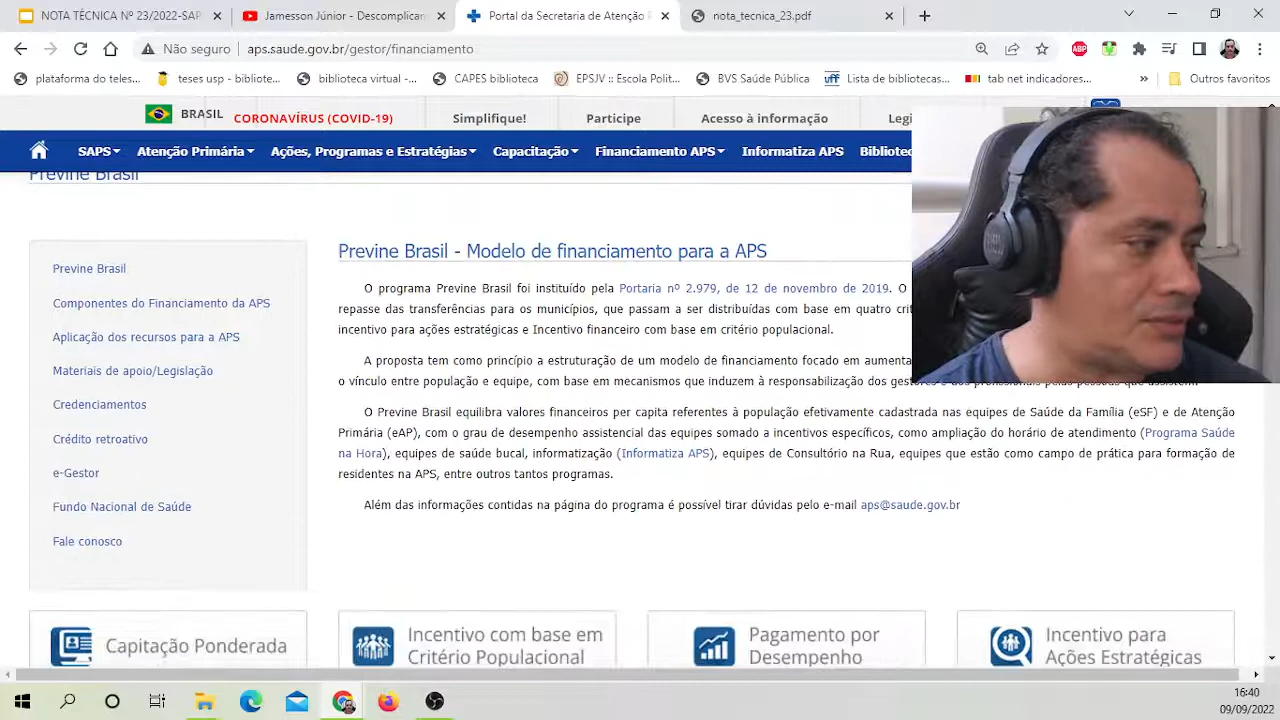 NOTA TÉCNICA Nº 23/2022-SAP
Jamesson Júnior - Descomplican
Portal da Secretaria de Atenção P
nota_tecnica_23.pdf
Não seguro
aps.saude.gov.br/gestor/financiamento
ABP
plataforma do teles...
teses usp - bibliote...
biblioteca virtual -...
CAPES biblioteca
EPSJV :: Escola Polit...
BVS Saúde Pública
uff
Lista de bibliotecas...
tab net indicadores...
»
Outros favoritos
BRASIL
CORONAVÍRUS (COVID-19)
Simplifique!
Participe
Acesso à informação
Legi
SAPS
Atenção Primária
Ações, Programas e Estratégias
Capacitação
Financiamento APS
Informatiza APS
Bibliotec
Previne Brasil
Previne Brasil
Componentes do Financiamento da APS
Aplicação dos recursos para a APS
Materiais de apoio/Legislação
Credenciamentos
Crédito retroativo
e-Gestor
Fundo Nacional de Saúde
Fale conosco
Previne Brasil - Modelo de financiamento para a APS
O programa Previne Brasil foi instituído pela Portaria nº 2.979, de 12 de novembro de 2019. O
repasse das transferências para os municípios, que passam a ser distribuídas com base em quatro crit
incentivo para ações estratégicas e Incentivo financeiro com base em critério populacional.
A proposta tem como princípio a estruturação de um modelo de financiamento focado em aumenta
o vínculo entre população e equipe, com base em mecanismos que induzem à responsabilização dos gestores e dos profissionais pelas pessoas que assistem.
O Previne Brasil equilibra valores financeiros per capita referentes à população efetivamente cadastrada nas equipes de Saúde da Família (eSF) e de Atenção
Primária (eAP), com o grau de desempenho assistencial das equipes somado a incentivos específicos, como ampliação do horário de atendimento (Programa Saúde
na Hora), equipes de saúde bucal, informatização (Informatiza APS), equipes de Consultório na Rua, equipes que estão como campo de prática para formação de
residentes na APS, entre outros tantos programas.
Além das informações contidas na página do programa é possível tirar dúvidas pelo e-mail aps@saude.gov.br
Capitação Ponderada
Incentivo com base em
Critério Populacional
Pagamento por
Desempenho
Incentivo para
Ações Estratégicas
16:40
09/09/2022